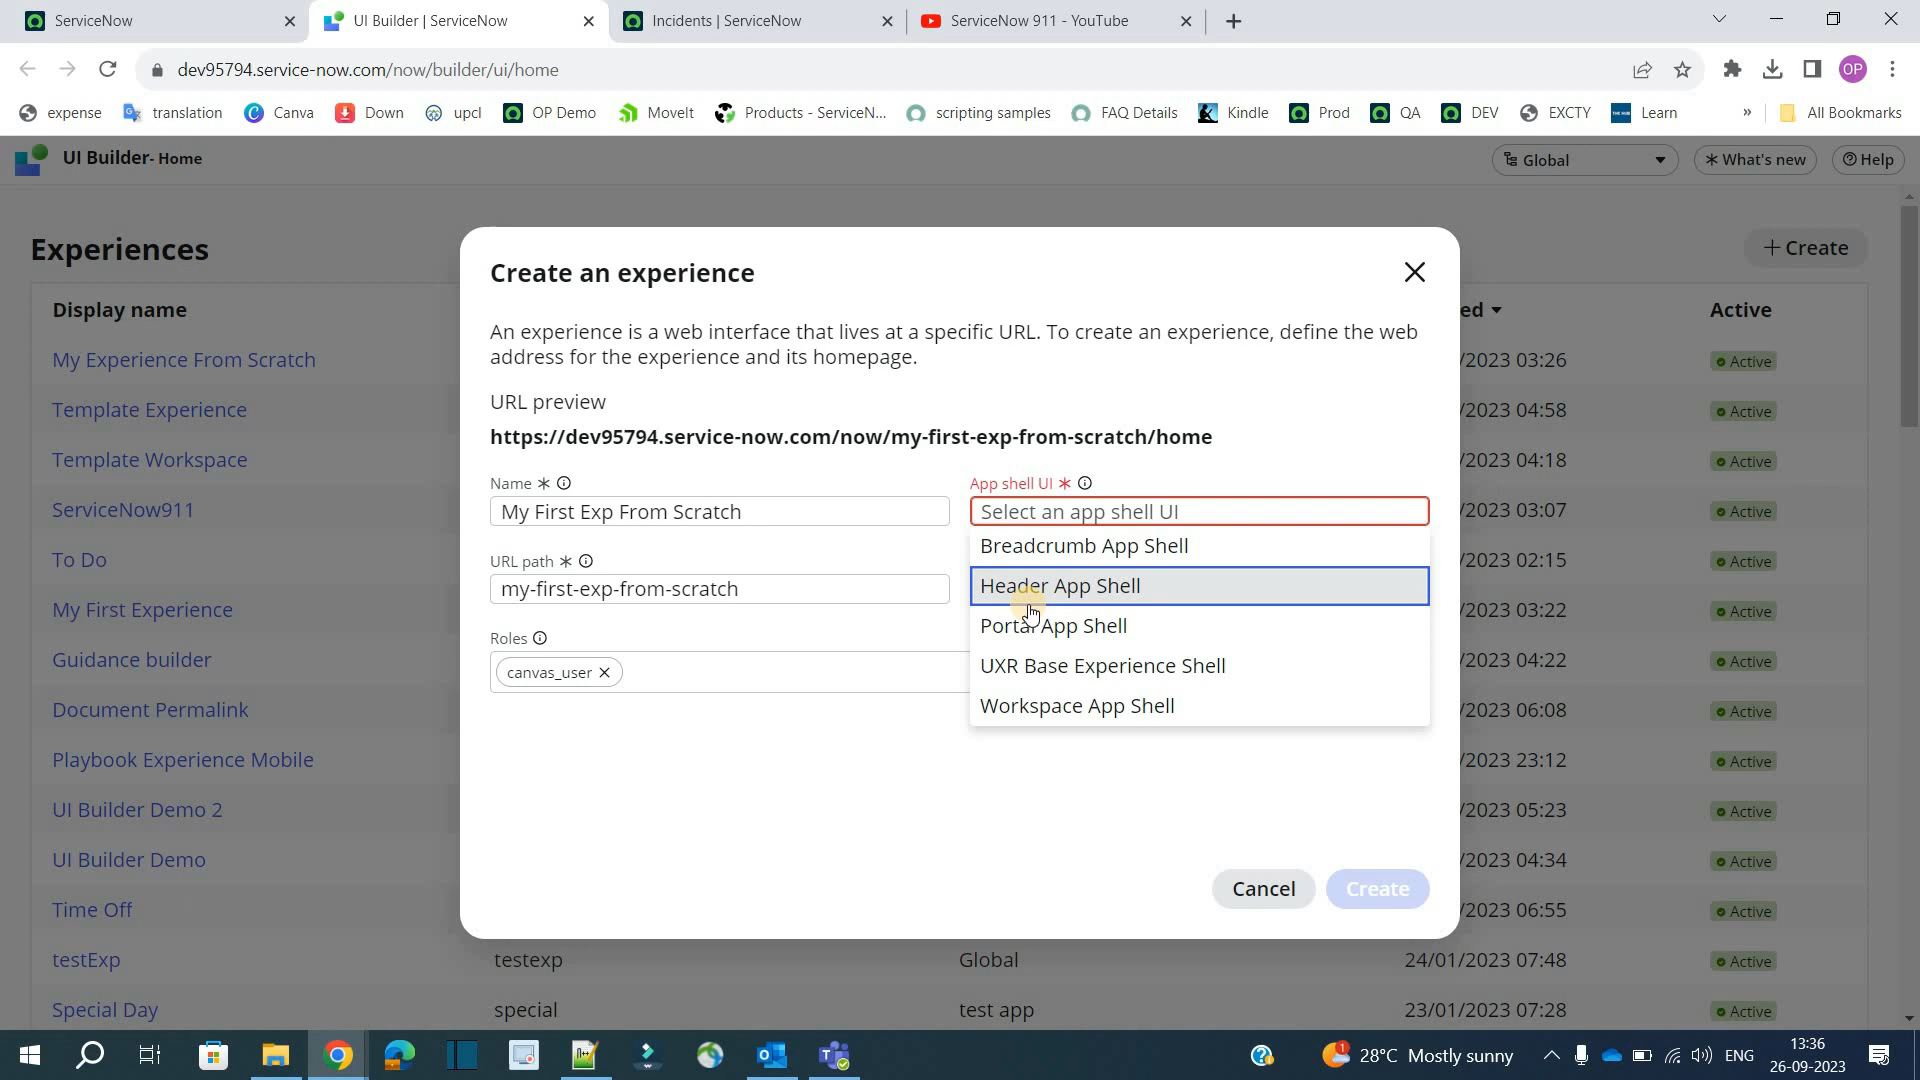 ServiceNow
UI Builder | ServiceNow
Incidents | ServiceNow
ServiceNow 911 - YouTube
dev95794.service-now.com/now/builder/ui/home
OP
expense
translation
Canva
Down
upcl
OP Demo
MoveIt
Products - ServiceN...
scripting samples
FAQ Details
Kindle
Prod
QA
DEV
EXCTY
Learn
»
All Bookmarks
UI Builder- Home
Global
What's new
Help
Experiences
+ Create
Display name
ed
Active
My Experience From Scratch
/2023 03:26
Active
Template Experience
/2023 04:58
Active
Template Workspace
/2023 04:18
Active
ServiceNow911
/2023 03:07
Active
To Do
/2023 02:15
Active
My First Experience
/2023 03:22
Active
Guidance builder
/2023 04:22
Active
Document Permalink
/2023 06:08
Active
Playbook Experience Mobile
/2023 23:12
Active
UI Builder Demo 2
/2023 05:23
Active
UI Builder Demo
/2023 04:34
Active
Time Off
/2023 06:55
Active
testExp
testexp
Global
24/01/2023 07:48
Active
Special Day
special
test app
23/01/2023 07:28
Active
Create an experience
An experience is a web interface that lives at a specific URL. To create an experience, define the web
address for the experience and its homepage.
URL preview
https://dev95794.service-now.com/now/my-first-exp-from-scratch/home
Name *
My First Exp From Scratch
App shell UI *
Select an app shell UI
Breadcrumb App Shell
Header App Shell
Portal App Shell
UXR Base Experience Shell
Workspace App Shell
URL path *
my-first-exp-from-scratch
Roles
canvas_user
Cancel
Create
1
28°C Mostly sunny
ENG
13:36
26-09-2023